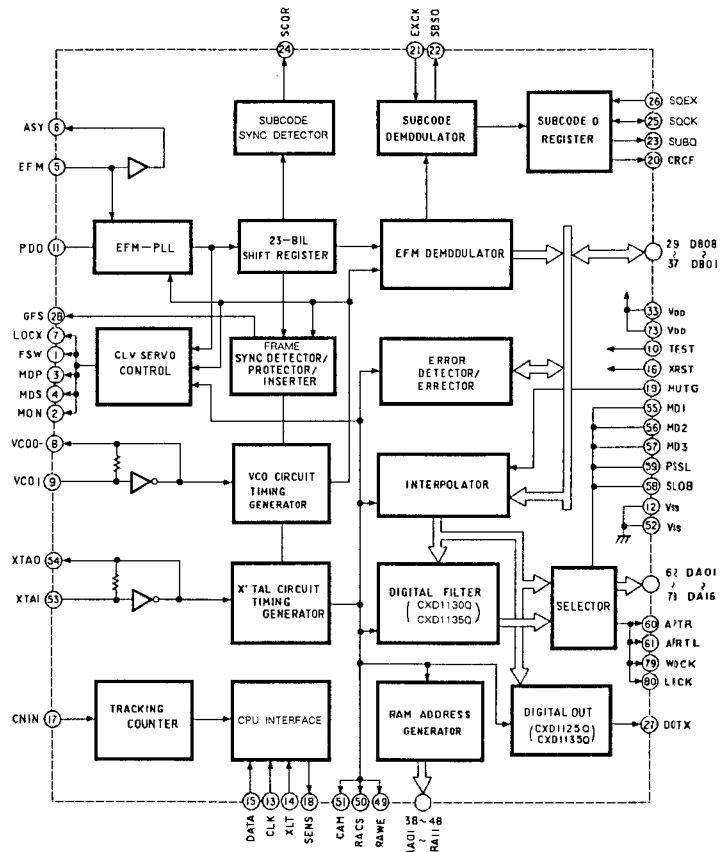 SCOR
24
EXCK
21
SBSO
22
SUBCODE
SYNC DETECTOR
SUBCODE
DEMDDULATOR
SUBCODE Q
REGISTER
26 SQEX
25 SQCK
23 SUBQ
20 CRCF
ASY 6
EFM 5
PDO 11
EFM-PLL
23-BIL
SHIFT REGISTER
EFM DEMDDULATOR
29 DB08
~ ~
37 DB01
GFS 28
LOCX 7
FSW 1
MDP 3
MDS 4
MON 2
CLV SERVO
CONTROL
FRAME
SYNC DETECTOR/
PROTECTOR/
INSERTER
ERROR
DETECTOR/
ERRECTOR
33 VDD
73 VDD
10 TEST
16 XRST
19 MUTG
55 MD1
56 MD2
57 MD3
59 PSSL
58 SLOB
12 VSS
52 VSS
VCO0- 8
VCOI 9
VCO CIRCUIT
TIMING
GENERATOR
INTERPOLATOR
XTAO 54
XTAI 53
X'TAL CIRCUIT
TIMING
GENERATOR
DIGITAL FILTER
(CXD1130Q
CXD1135Q)
SELECTOR
62 DA01
~ ~
78 DA16
60 APTR
61 APRTL
79 WDCK
80 LRCK
CNIN 17
TRACKING
COUNTER
CPU INTERFACE
RAM ADDRESS
GENERATOR
DIGITAL OUT
(CXD1125Q
CXD1135Q)
27 DOTX
15 13 14 18
DATA CLK XLT SENS
51 50 49
CAM RACS RAWE
38~48
RA01~RA11